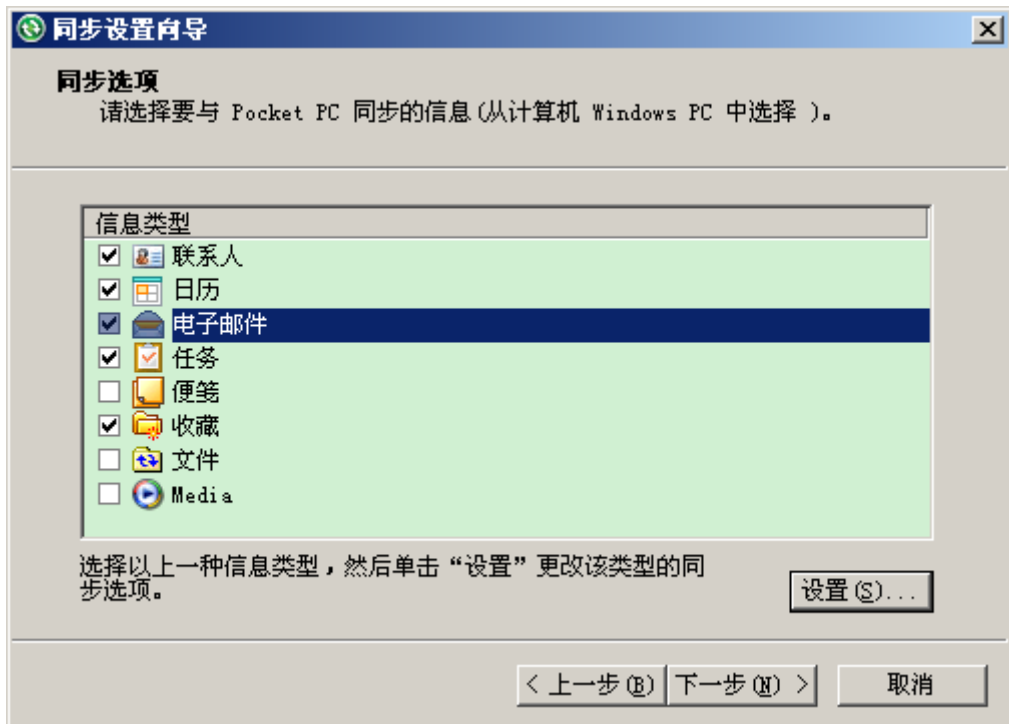 同步设置向导
同步选项
请选择要与 Pocket PC 同步的信息(从计算机 Windows PC 中选择 )。
信息类型
联系人
日历
电子邮件
任务
便笺
收藏
文件
Media
选择以上一种信息类型，然后单击“设置”更改该类型的同
步选项。
设置(S)...
< 上一步(B) 下一步(N) > 取消